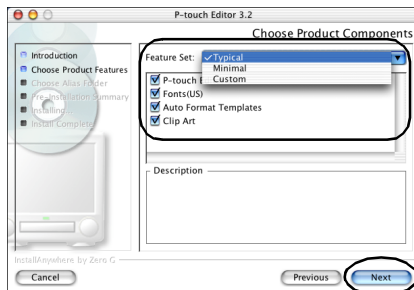 P-touch Editor 3.2
Choose Product Components
Introduction
Choose Product Features
Choose Alias Folder
Pre-Installation Summary
Installing...
Install Complete
Feature Set: ✓Typical
Minimal
Custom
P-touch
Fonts(US)
Auto Format Templates
Clip Art
Description
InstallAnywhere by Zero G
Cancel
Previous
Next